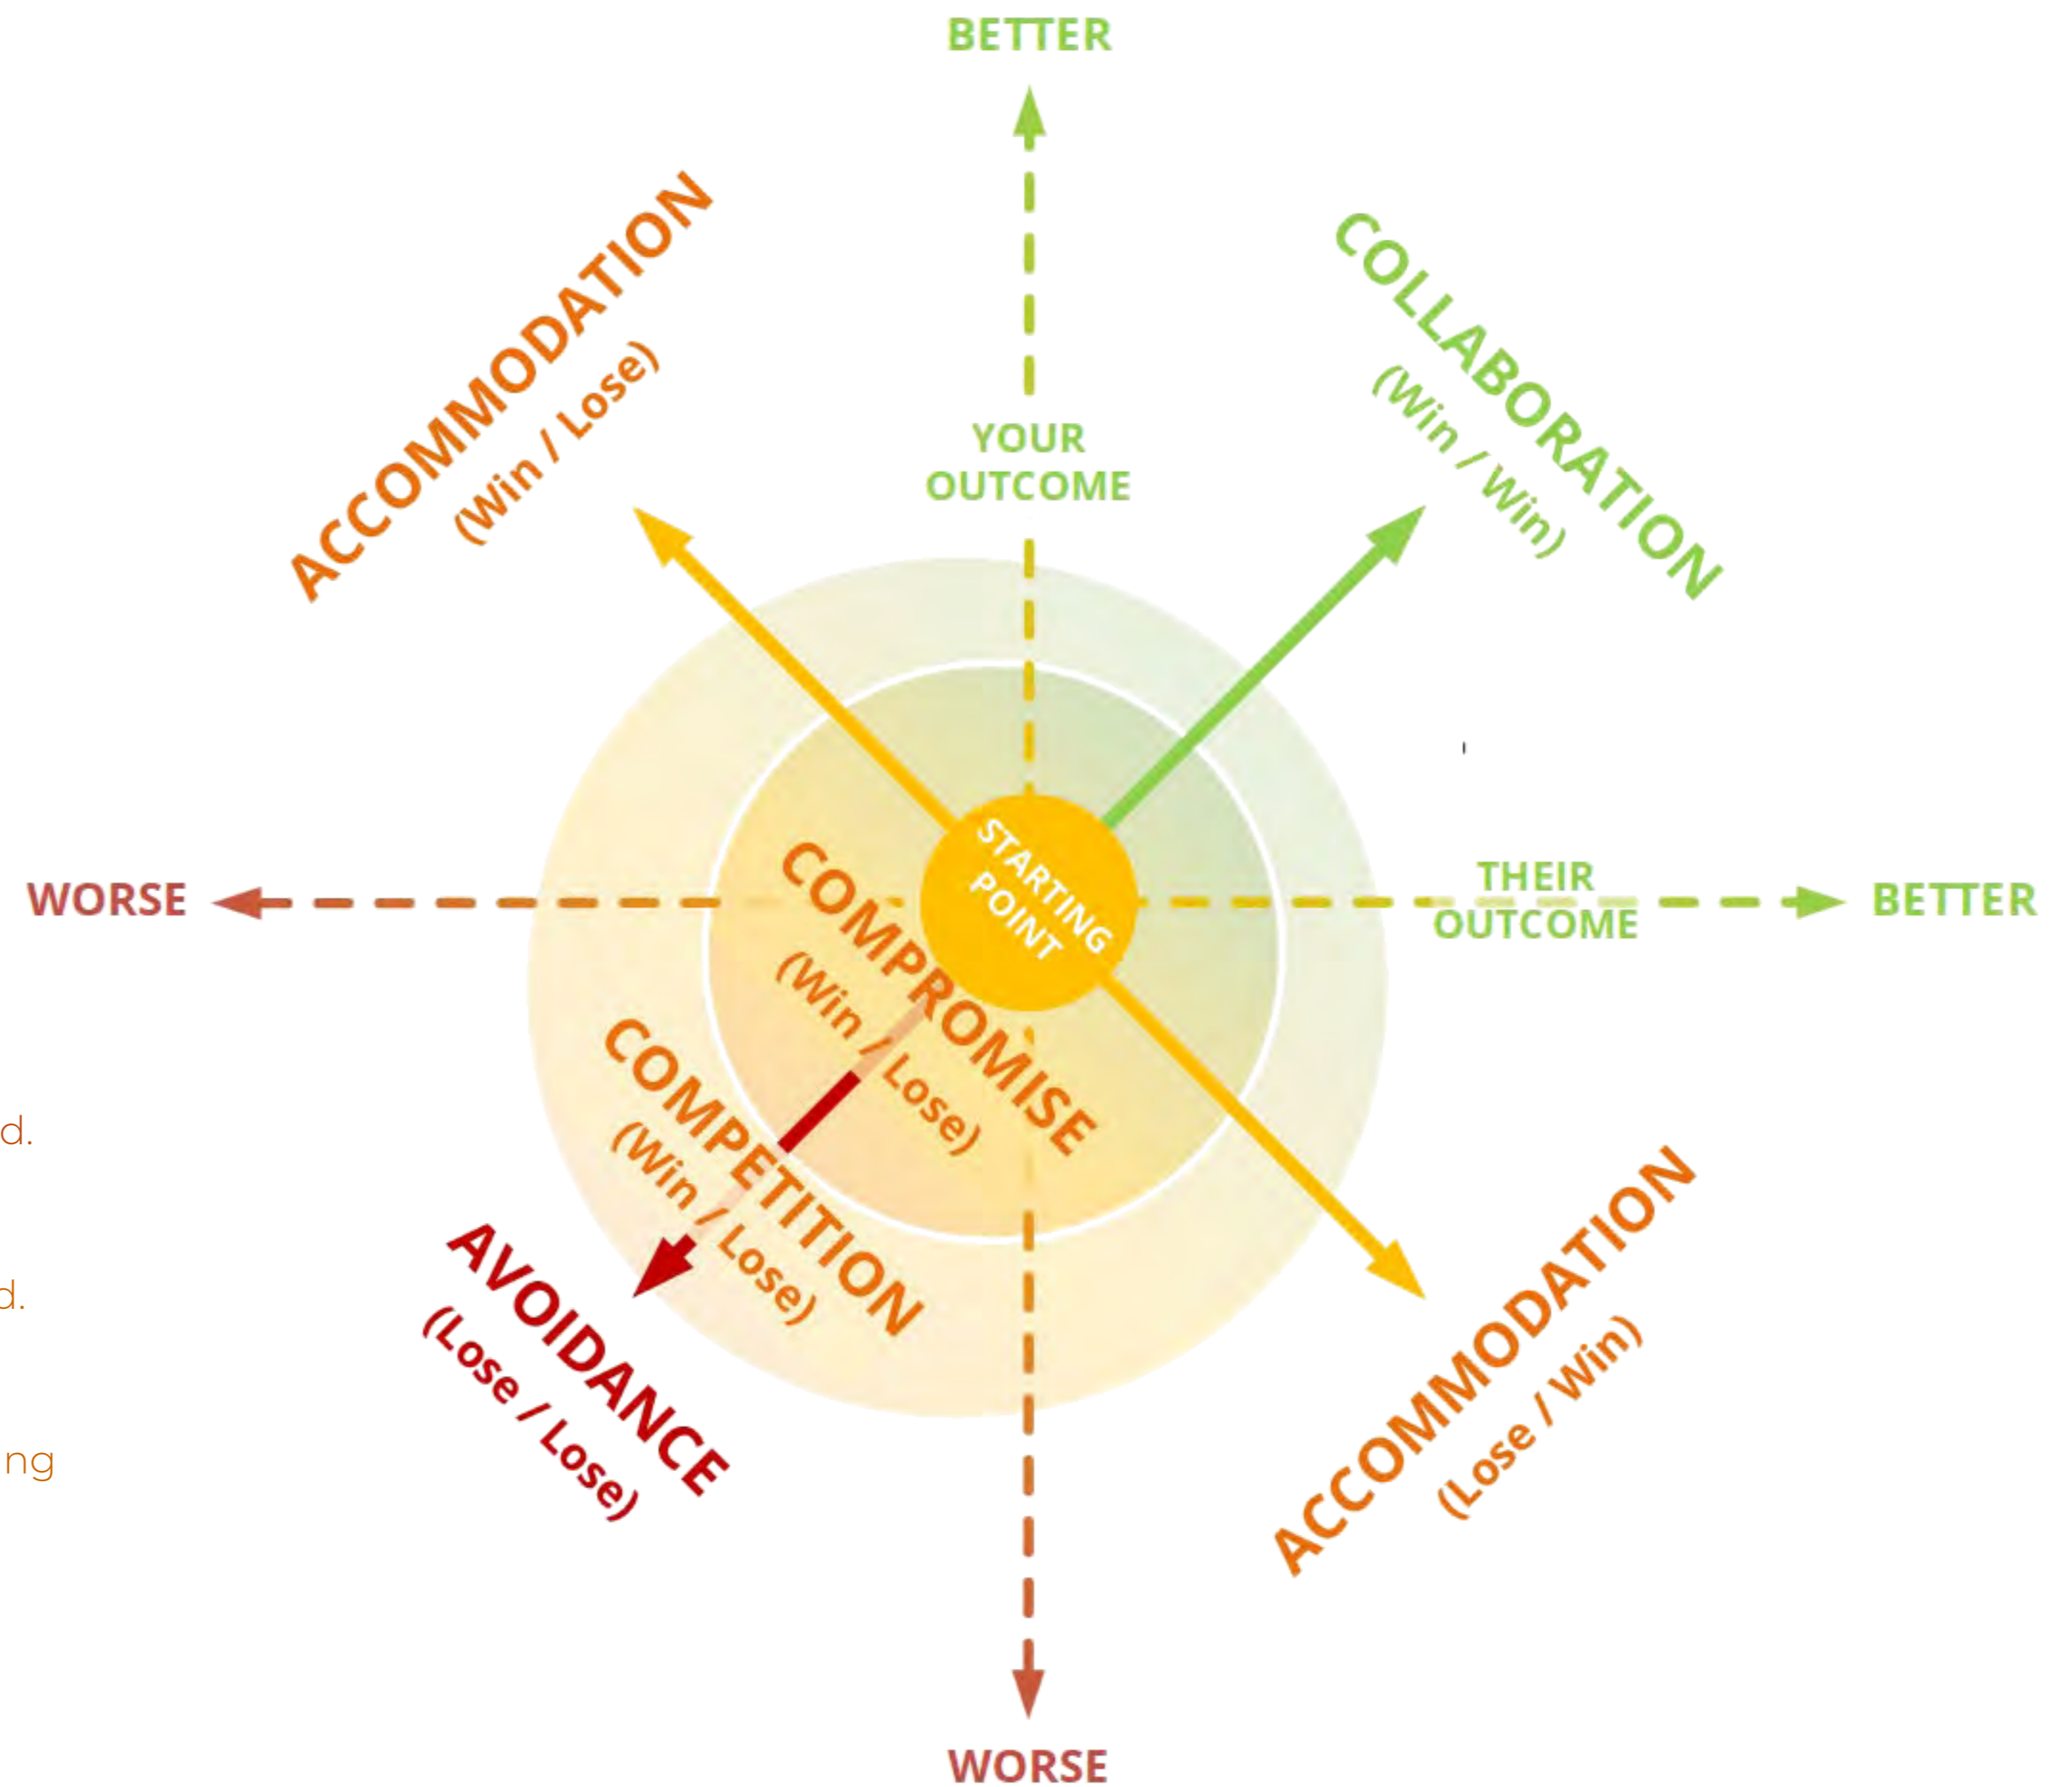 BETTER
ACCOMMODATION
(Win / Lose)
COLLABORATION
(Win / Win)
YOUR
OUTCOME
STARTING
POINT
WORSE
THEIR
OUTCOME
BETTER
COMPROMISE
(Win / Lose)
COMPETITION
(Win / Lose)
AVOIDANCE
(Lose / Lose)
ACCOMMODATION
(Lose / Win)
d.
d.
ng
WORSE